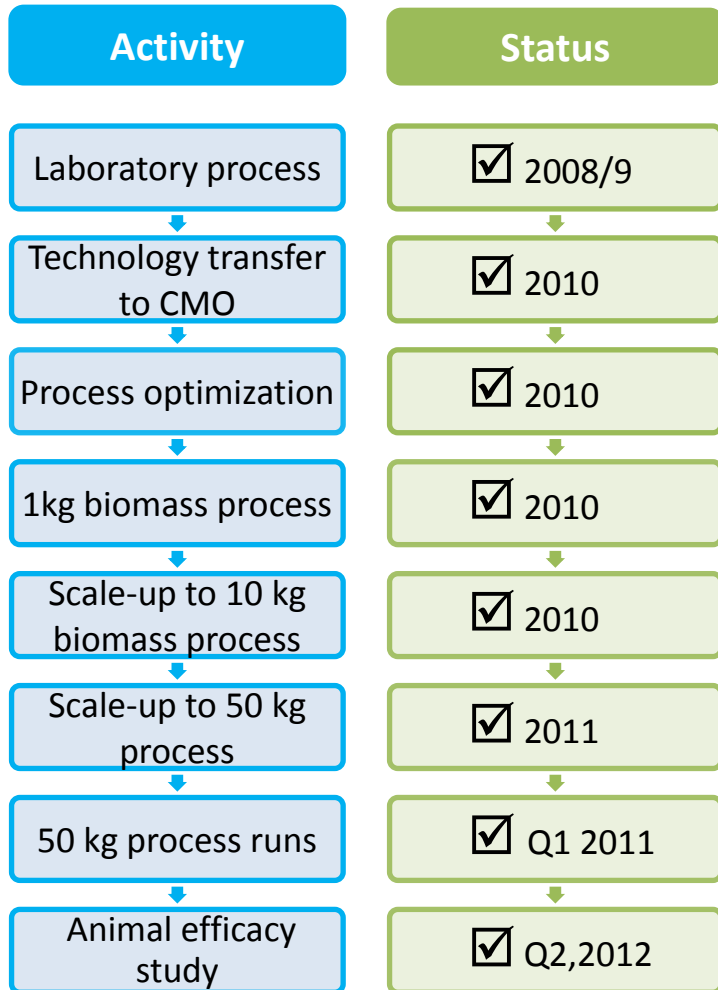 Activity
Status
Laboratory process
☑ 2008/9
Technology transfer
to CMO
☑ 2010
Process optimization
☑ 2010
1kg biomass process
☑ 2010
Scale-up to 10 kg
biomass process
☑ 2010
Scale-up to 50 kg
process
☑ 2011
50 kg process runs
☑ Q1 2011
Animal efficacy
study
☑ Q2,2012